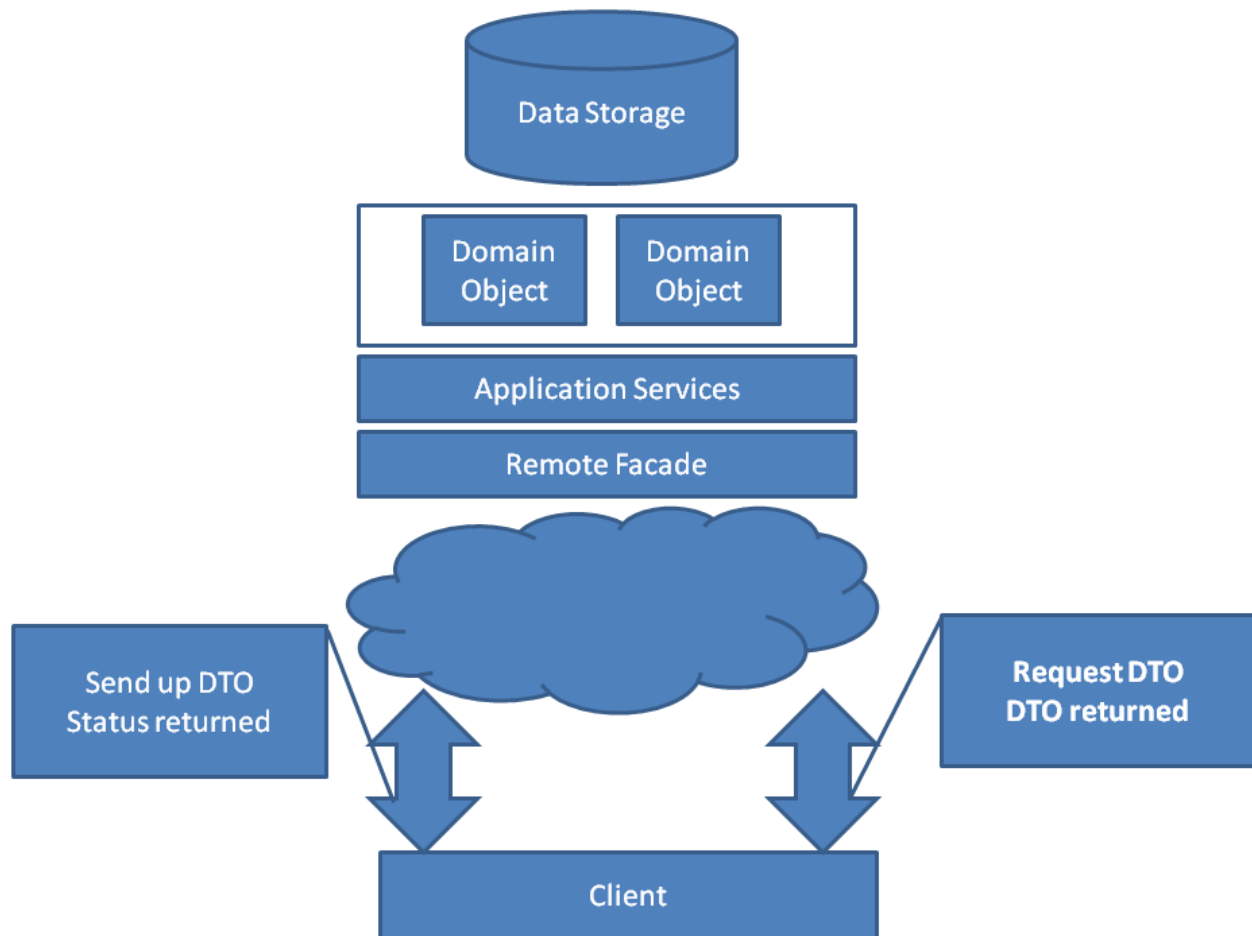 Data Storage
Domain
Object
Domain
Object
Application Services
Remote Facade
Send up DTO
Status returned
Request DTO
DTO returned
Client